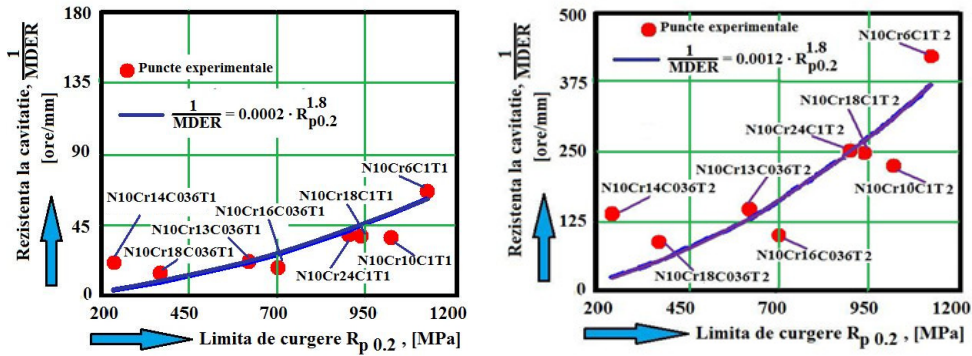 Rezistenta la cavitatie, 1/MDER
[ore/mm]
180
135
90
45
0
Puncte experimentale
1/MDER = 0.0002 · R_p0.2^1.8
N10Cr6C1T1
N10Cr14C036T1
N10Cr18C1T1
N10Cr16C036T1
N10Cr13C036T1
N10Cr18C036T1
N10Cr24C1T1
N10Cr10C1T1
200 450 700 950 1200
Limita de curgere R_p 0.2 , [MPa]
Rezistenta la cavitatie, 1/MDER
[ore/mm]
500
375
250
125
0
N10Cr6C1T2
Puncte experimentale
1/MDER = 0.0012 · R_p0.2^1.8
N10Cr18C1T2
N10Cr24C1T2
N10Cr13C036T2
N10Cr14C036T2
N10Cr10C1T2
N10Cr16C036T2
N10Cr18C036T2
200 450 700 950 1200
Limita de curgere R_p 0.2 , [MPa]